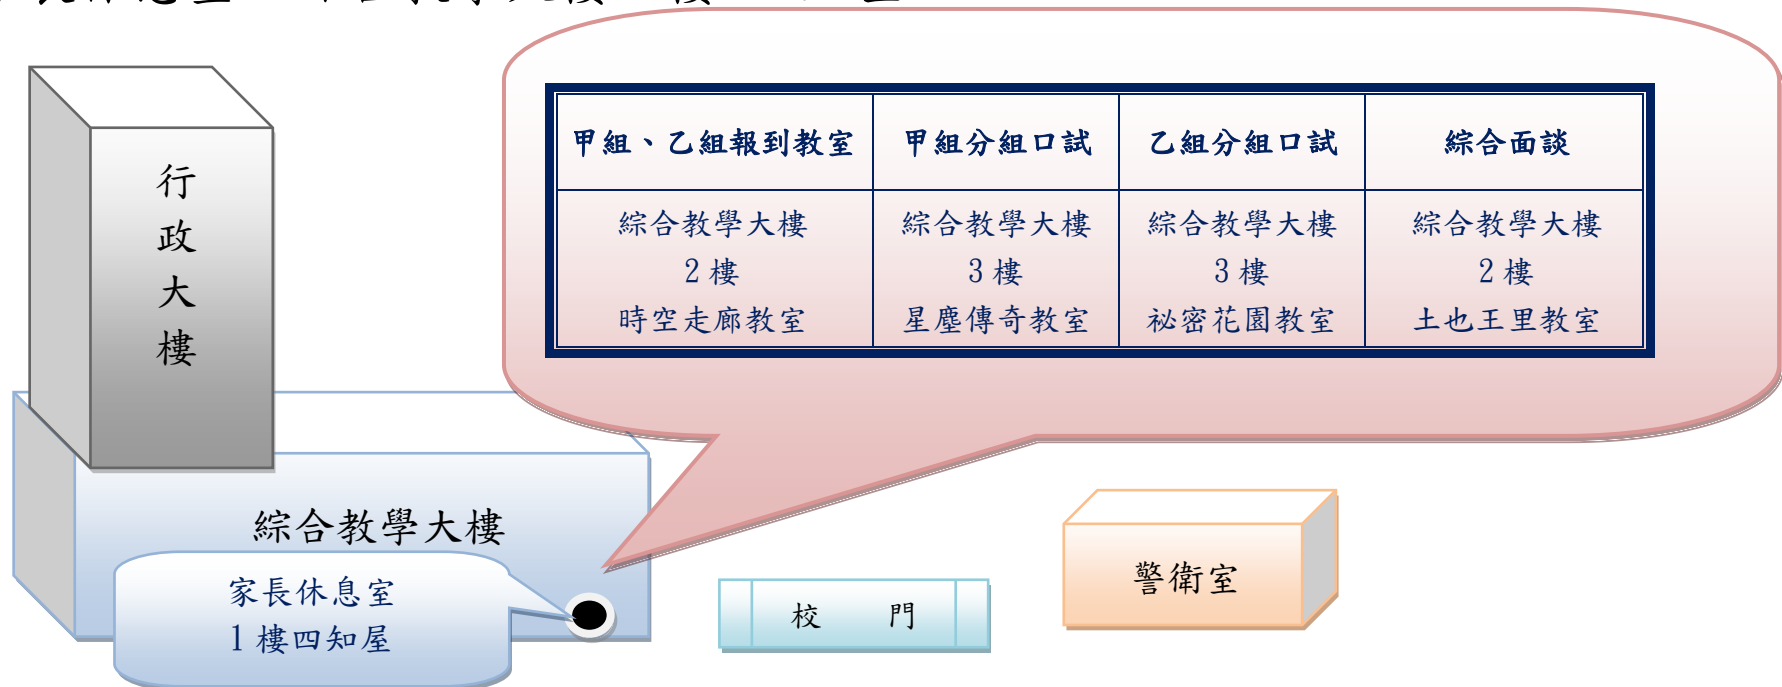 甲組、乙組報到教室 甲組分組口試 乙組分組口試 綜合面談
綜合教學大樓 綜合教學大樓 綜合教學大樓 綜合教學大樓
2 樓 3 樓 3 樓 2 樓
時空走廊教室 星塵傳奇教室 祕密花園教室 土也王里教室
行
政
大
樓
綜合教學大樓
家長休息室
1 樓四知屋
校 門
警衛室